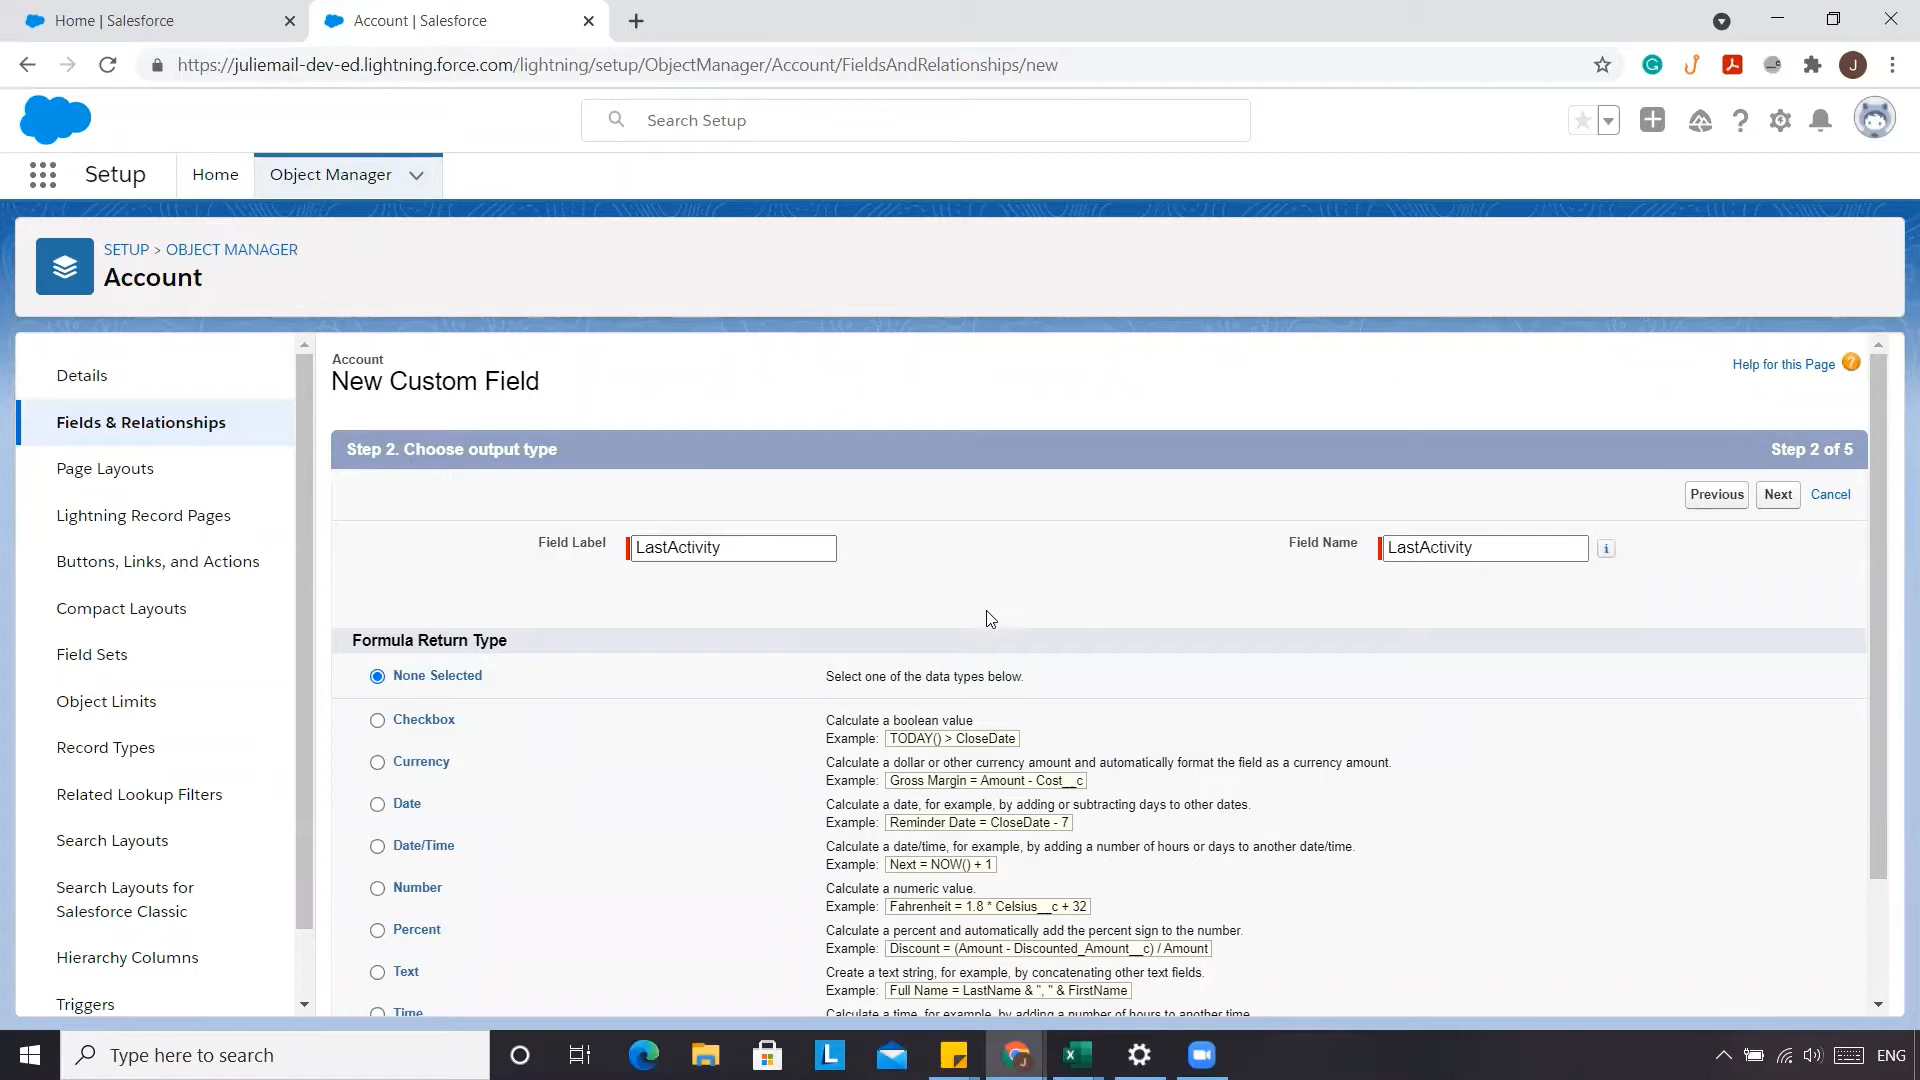 Home | Salesforce
Account | Salesforce
https://juliemail-dev-ed.lightning.force.com/lightning/setup/ObjectManager/Account/FieldsAndRelationships/new
J
Search Setup
Setup
Home
Object Manager
SETUP > OBJECT MANAGER
Account
Details
Fields & Relationships
Page Layouts
Lightning Record Pages
Buttons, Links, and Actions
Compact Layouts
Field Sets
Object Limits
Record Types
Related Lookup Filters
Search Layouts
Search Layouts for
Salesforce Classic
Hierarchy Columns
Triggers
Account
New Custom Field
Help for this Page
Step 2. Choose output type
Step 2 of 5
Previous
Next
Cancel
Field Label
LastActivity
Field Name
LastActivity
i
Formula Return Type
None Selected
Select one of the data types below.
Checkbox
Calculate a boolean value
Example: TODAY() > CloseDate
Currency
Calculate a dollar or other currency amount and automatically format the field as a currency amount.
Example: Gross Margin = Amount - Cost__c
Date
Calculate a date, for example, by adding or subtracting days to other dates.
Example: Reminder Date = CloseDate - 7
Date/Time
Calculate a date/time, for example, by adding a number of hours or days to another date/time.
Example: Next = NOW() + 1
Number
Calculate a numeric value.
Example: Fahrenheit = 1.8 * Celsius__c + 32
Percent
Calculate a percent and automatically add the percent sign to the number.
Example: Discount = (Amount - Discounted_Amount__c) / Amount
Text
Create a text string, for example, by concatenating other text fields.
Example: Full Name = LastName & ", " & FirstName
Time
Calculate a time, for example, by adding a number of hours to another time.
Type here to search
L
ENG